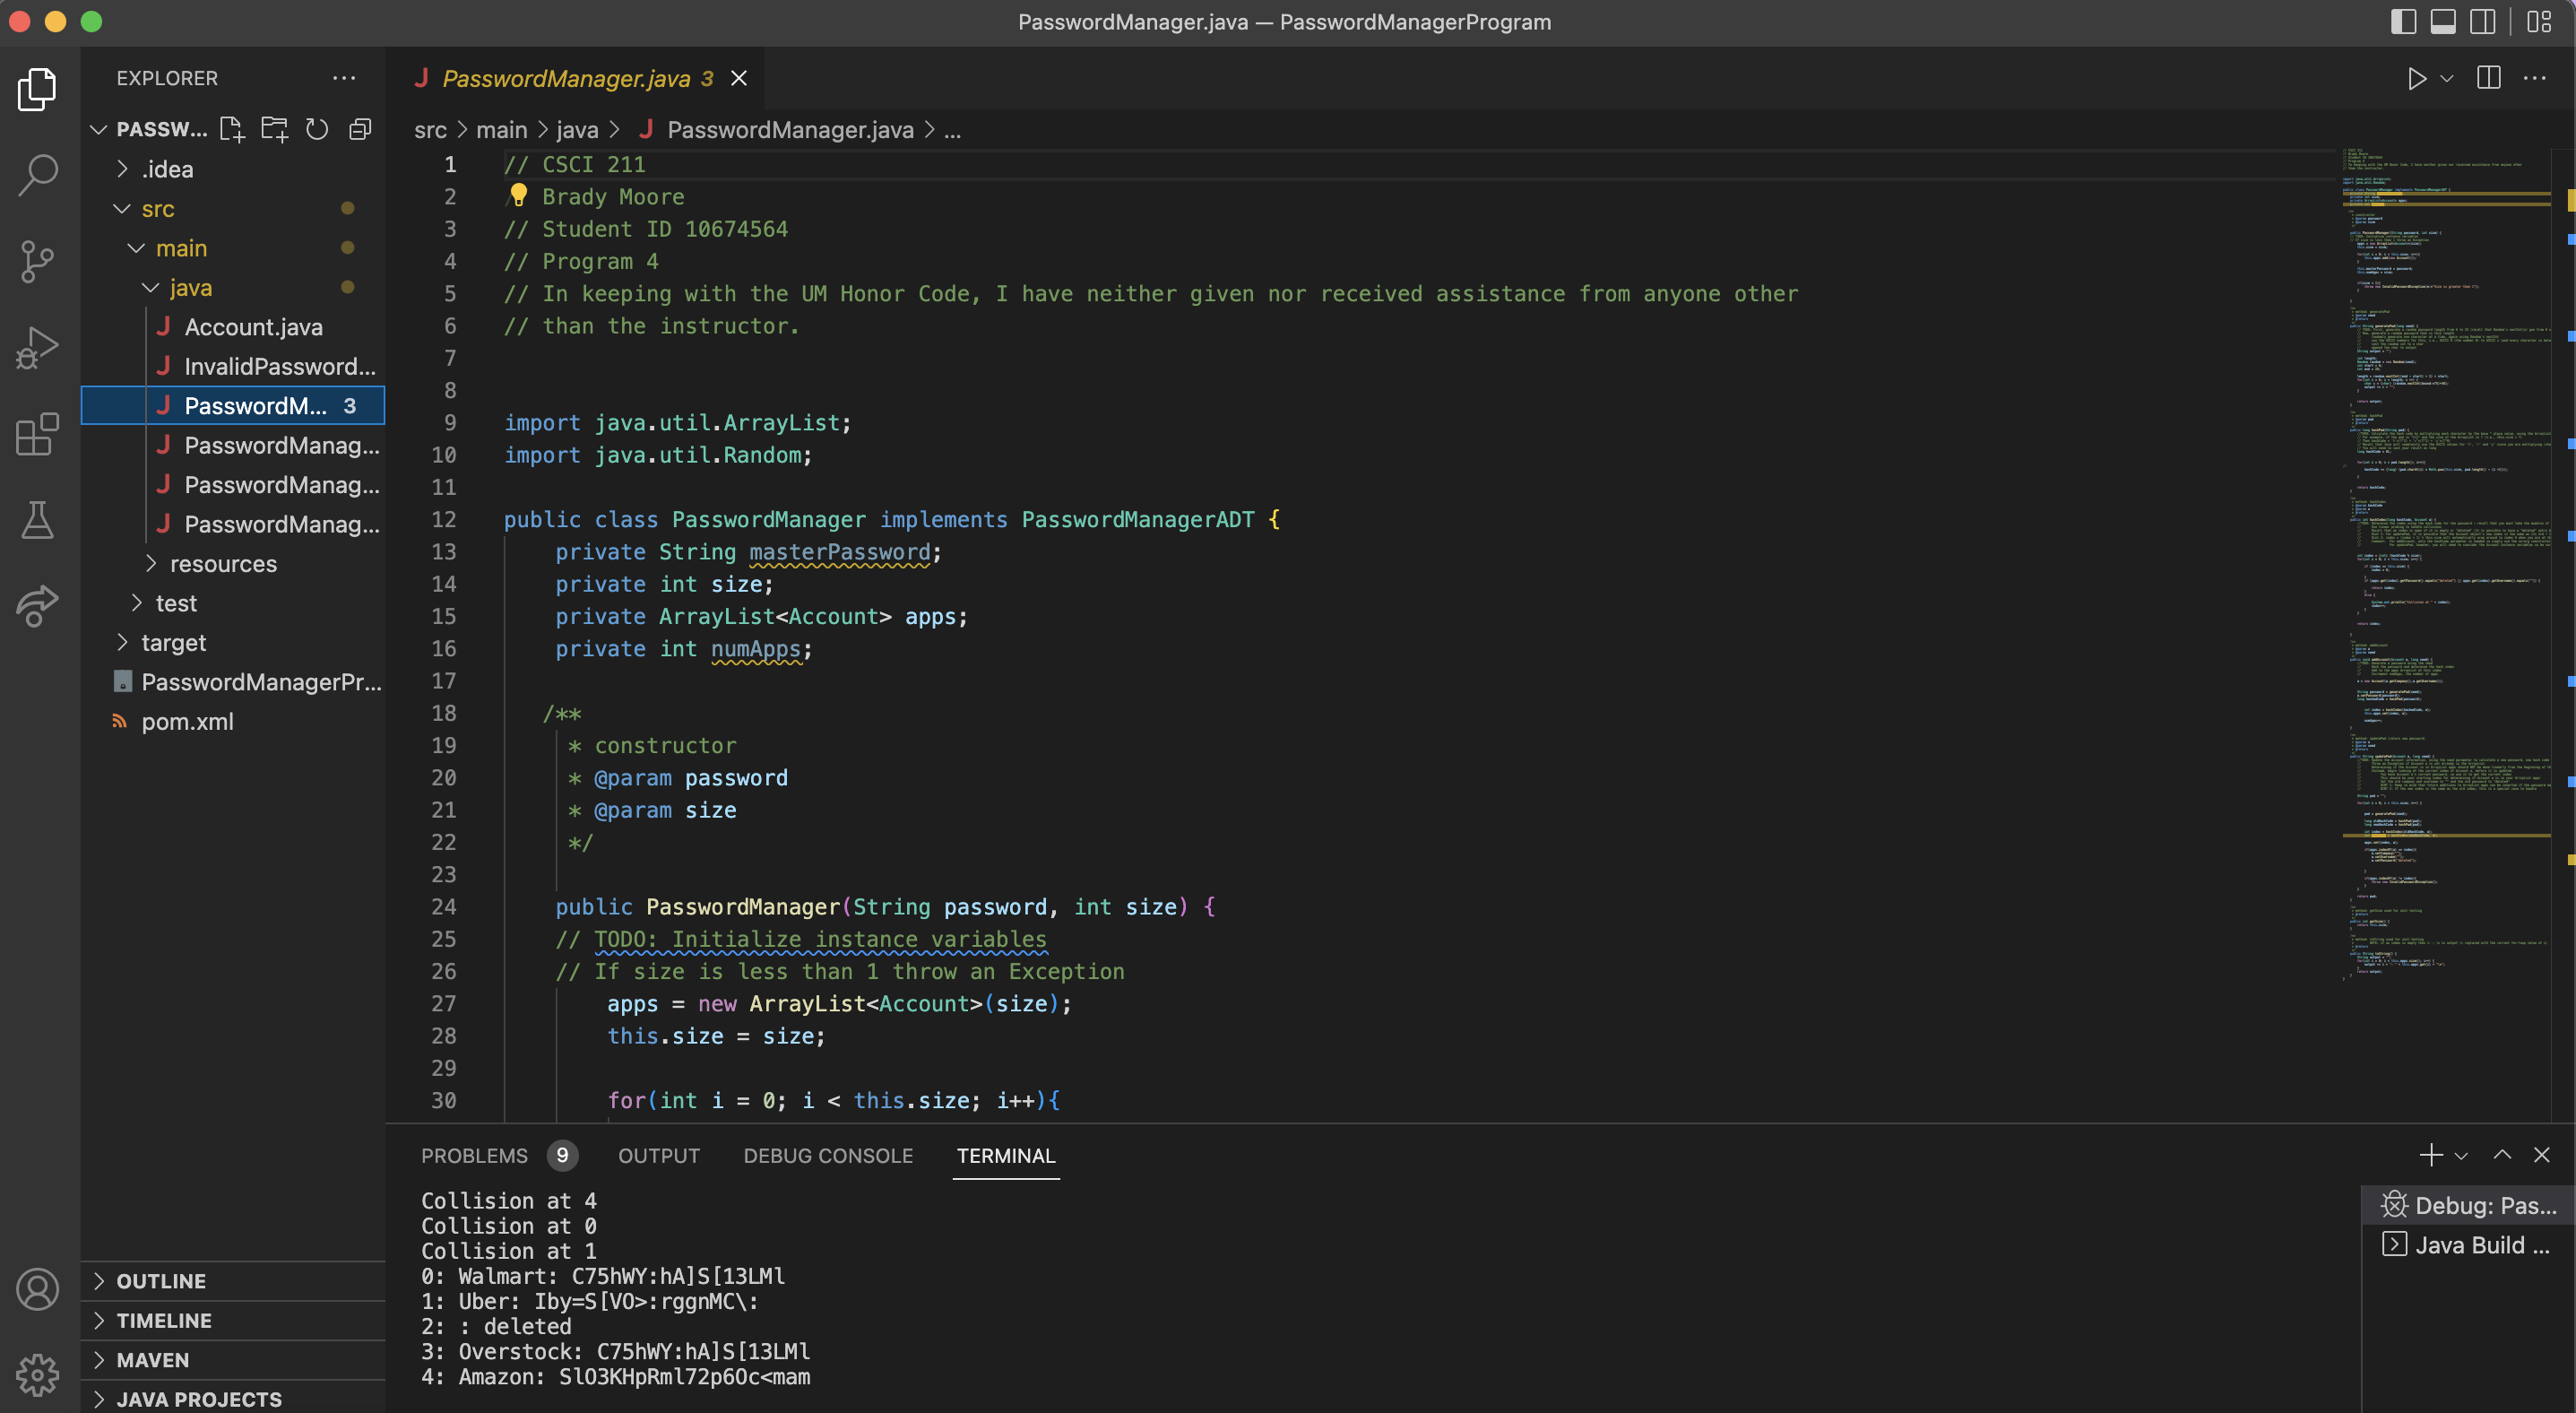 PasswordManager.java — PasswordManagerProgram
EXPLORER
PASSW...
.idea
src
main
java
Account.java
InvalidPassword...
PasswordM... 3
PasswordManag...
PasswordManag...
PasswordManag...
resources
test
target
PasswordManagerPr...
pom.xml
OUTLINE
TIMELINE
MAVEN
JAVA PROJECTS
PasswordManager.java 3
src > main > java > PasswordManager.java > ...
1 // CSCI 211
2 Brady Moore
3 // Student ID 10674564
4 // Program 4
5 // In keeping with the UM Honor Code, I have neither given nor received assistance from anyone other
6 // than the instructor.
7
8
9 import java.util.ArrayList;
10 import java.util.Random;
11
12 public class PasswordManager implements PasswordManagerADT {
13 private String masterPassword;
14 private int size;
15 private ArrayList<Account> apps;
16 private int numApps;
17
18 /**
19 * constructor
20 * @param password
21 * @param size
22 */
23
24 public PasswordManager(String password, int size) {
25 // TODO: Initialize instance variables
26 // If size is less than 1 throw an Exception
27 apps = new ArrayList<Account>(size);
28 this.size = size;
29
30 for(int i = 0; i < this.size; i++){
PROBLEMS 9 OUTPUT DEBUG CONSOLE TERMINAL
Collision at 4
Collision at 0
Collision at 1
0: Walmart: C75hWY:hA]S[13LMl
1: Uber: Iby=S[VO>:rggnMC\:
2: : deleted
3: Overstock: C75hWY:hA]S[13LMl
4: Amazon: SlO3KHpRml72p6Oc<mam
Debug: Pas...
Java Build ...